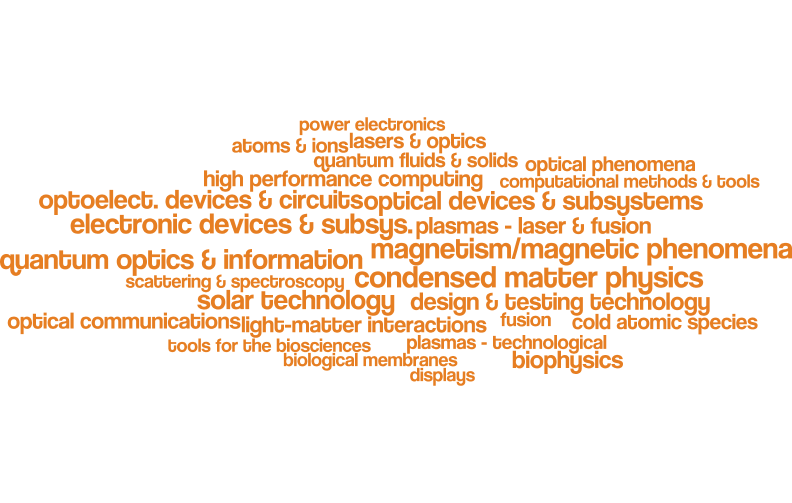 power electronics
atoms & ions lasers & optics
quantum fluids & solids optical phenomena
high performance computing computational methods & tools
optoelect. devices & circuits optical devices & subsystems
electronic devices & subsys. plasmas - laser & fusion
quantum optics & information magnetism/magnetic phenomena
scattering & spectroscopy condensed matter physics
solar technology design & testing technology
optical communications light-matter interactions fusion cold atomic species
tools for the biosciences plasmas - technological
biological membranes biophysics
displays